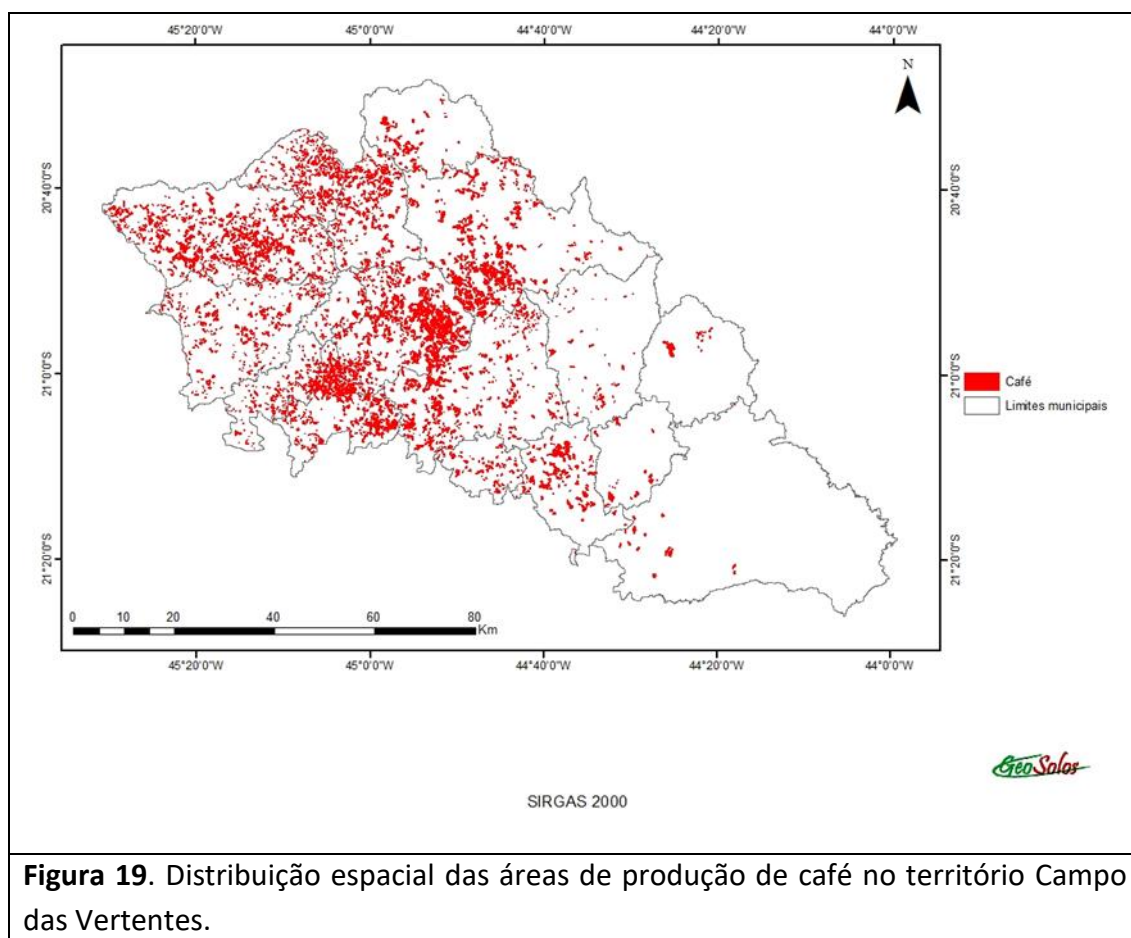 45°20'0"W 45°0'0"W 44°40'0"W 44°20'0"W 44°0'0"W
N
20°40'0"S 20°40'0"S
21°0'0"S 21°0'0"S
Café
Limites municipais
21°20'0"S 21°20'0"S
0 10 20 40 60 80
Km
45°20'0"W 45°0'0"W 44°40'0"W 44°20'0"W 44°0'0"W
GeoSolos
SIRGAS 2000
Figura 19. Distribuição espacial das áreas de produção de café no território Campo
das Vertentes.